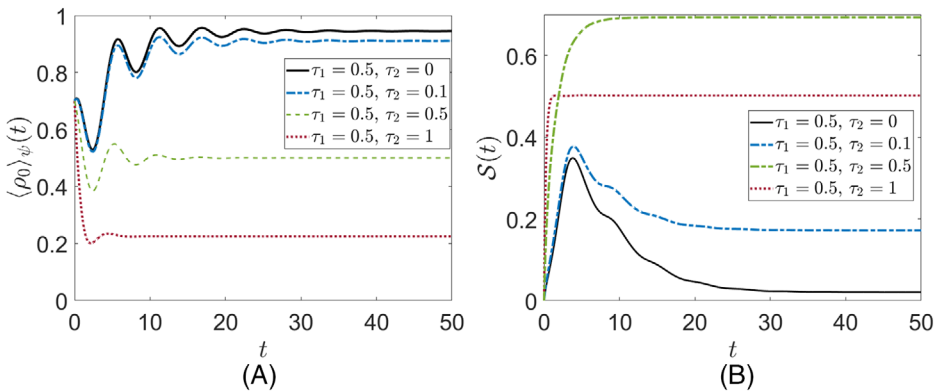 1
0.8
0.6
0.4
0.2
0
0 10 20 30 40 50
⟨ρ₀⟩ψ(t)
t
τ₁ = 0.5, τ₂ = 0
τ₁ = 0.5, τ₂ = 0.1
τ₁ = 0.5, τ₂ = 0.5
τ₁ = 0.5, τ₂ = 1
(A)
0.6
0.4
0.2
0
0 10 20 30 40 50
S(t)
t
τ₁ = 0.5, τ₂ = 0
τ₁ = 0.5, τ₂ = 0.1
τ₁ = 0.5, τ₂ = 0.5
τ₁ = 0.5, τ₂ = 1
(B)